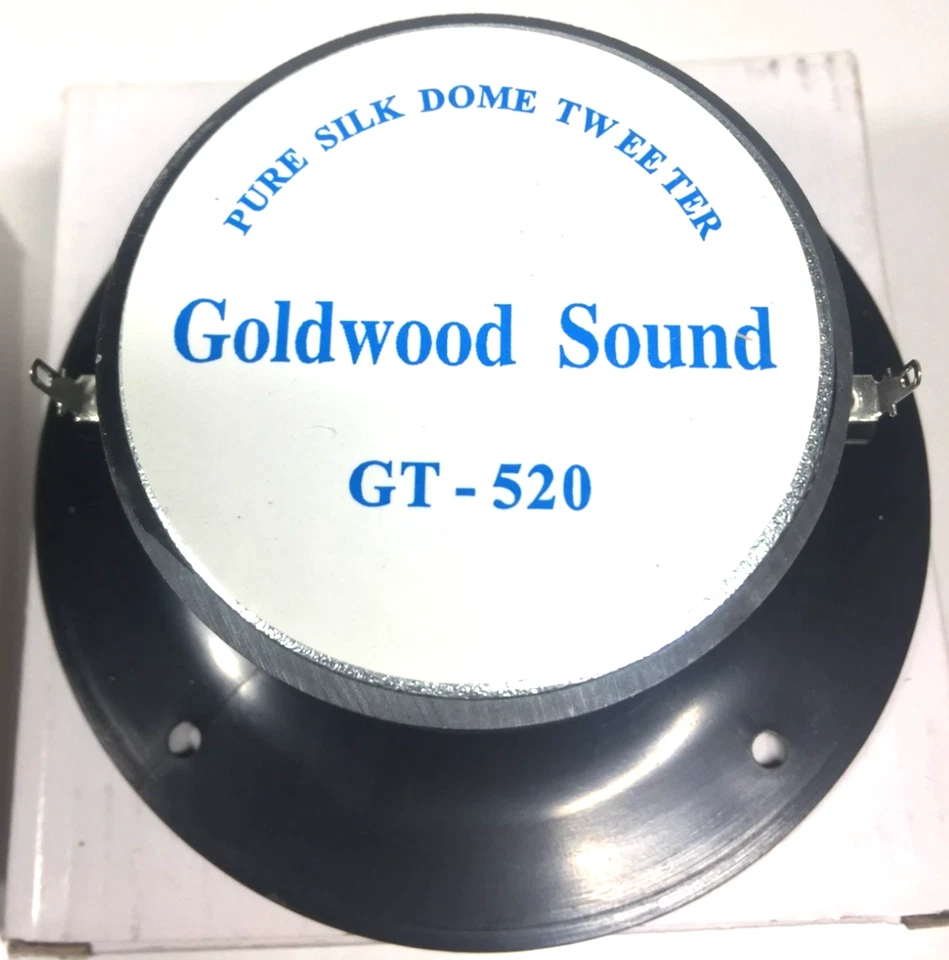 PURE SILK DOME TWEETER
Goldwood Sound
GT - 520